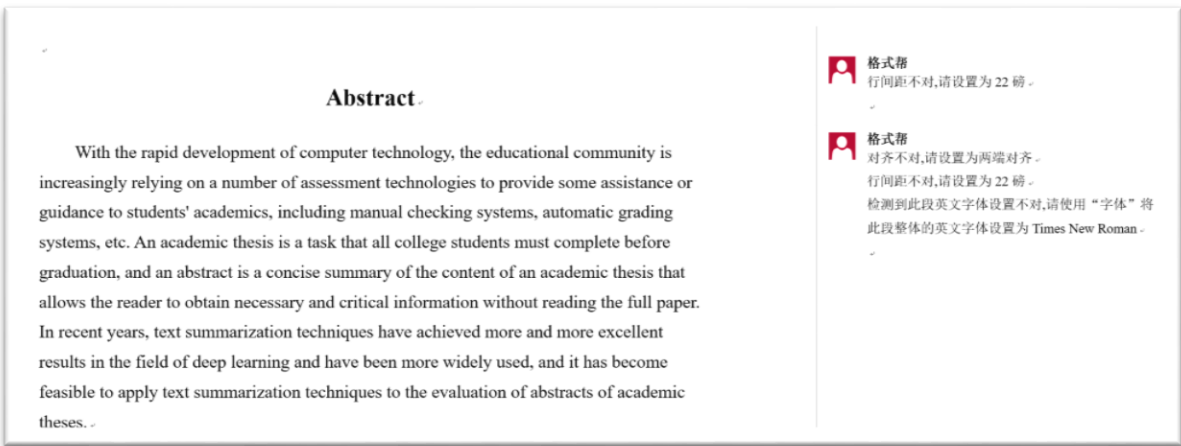 Abstract
With the rapid development of computer technology, the educational community is
increasingly relying on a number of assessment technologies to provide some assistance or
guidance to students' academics, including manual checking systems, automatic grading
systems, etc. An academic thesis is a task that all college students must complete before
graduation, and an abstract is a concise summary of the content of an academic thesis that
allows the reader to obtain necessary and critical information without reading the full paper.
In recent years, text summarization techniques have achieved more and more excellent
results in the field of deep learning and have been more widely used, and it has become
feasible to apply text summarization techniques to the evaluation of abstracts of academic
theses.
格式帮
行间距不对,请设置为 22 磅
格式帮
对齐不对,请设置为两端对齐
行间距不对,请设置为 22 磅
检测到此段英文字体设置不对,请使用“字体”将
此段整体的英文字体设置为 Times New Roman